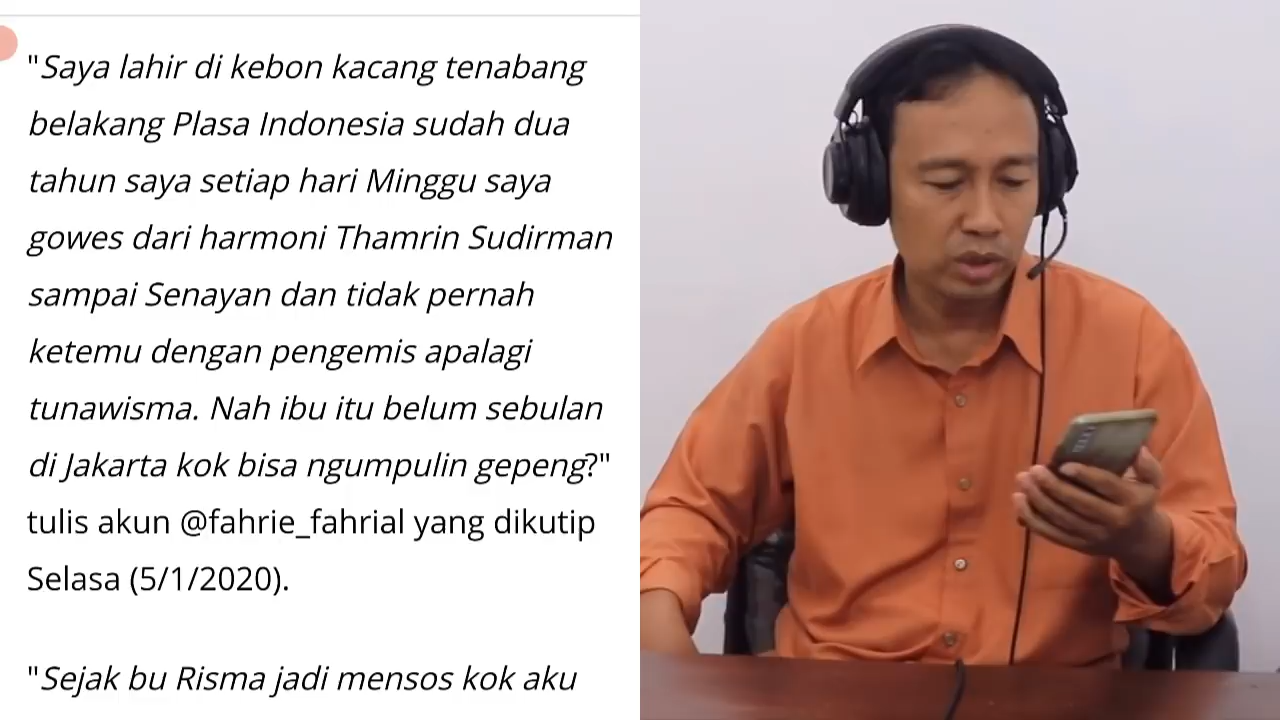 "Saya lahir di kebon kacang tenabang
belakang Plasa Indonesia sudah dua
tahun saya setiap hari Minggu saya
gowes dari harmoni Thamrin Sudirman
sampai Senayan dan tidak pernah
ketemu dengan pengemis apalagi
tunawisma. Nah ibu itu belum sebulan
di Jakarta kok bisa ngumpulin gepeng?"
tulis akun @fahrie_fahrial yang dikutip
Selasa (5/1/2020).
"Sejak bu Risma jadi mensos kok aku